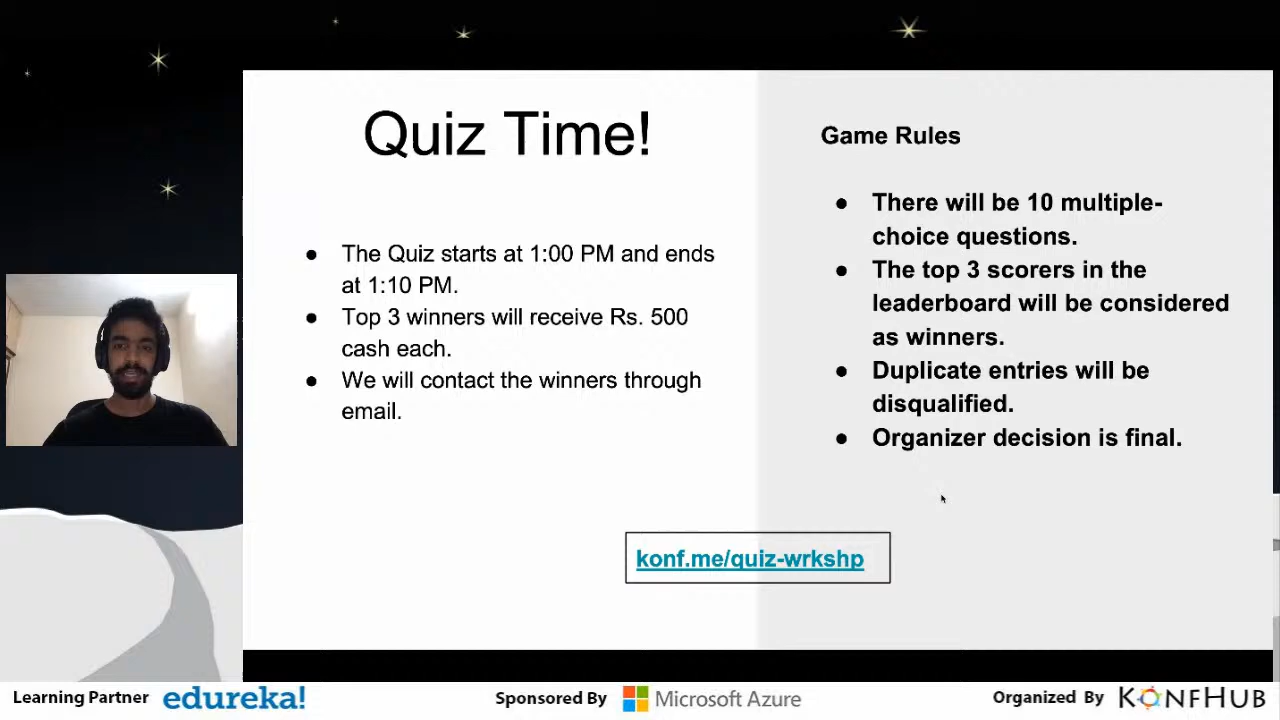 Quiz Time!
● The Quiz starts at 1:00 PM and ends
at 1:10 PM.
● Top 3 winners will receive Rs. 500
cash each.
● We will contact the winners through
email.
Game Rules
● There will be 10 multiple-
choice questions.
● The top 3 scorers in the
leaderboard will be considered
as winners.
● Duplicate entries will be
disqualified.
● Organizer decision is final.
konf.me/quiz-wrkshp
Learning Partner edureka!
Sponsored By Microsoft Azure
Organized By KONFHUB